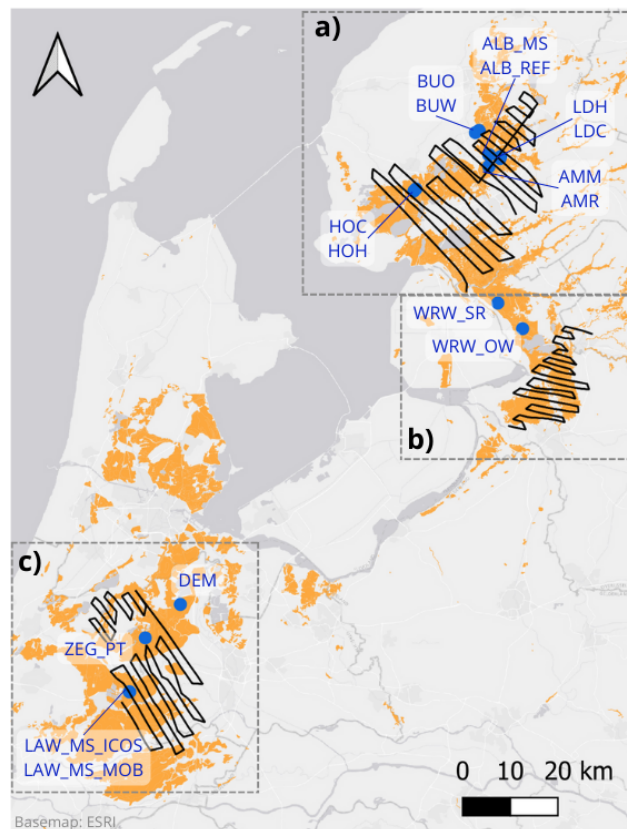 a)
ALB_MS
ALB_REF
BUO
BUW
LDH
LDC
AMM
AMR
HOC
HOH
WRW_SR
WRW_OW
b)
c)
DEM
ZEG_PT
LAW_MS_ICOS
LAW_MS_MOB
0 10 20 km
Basemap: ESRI